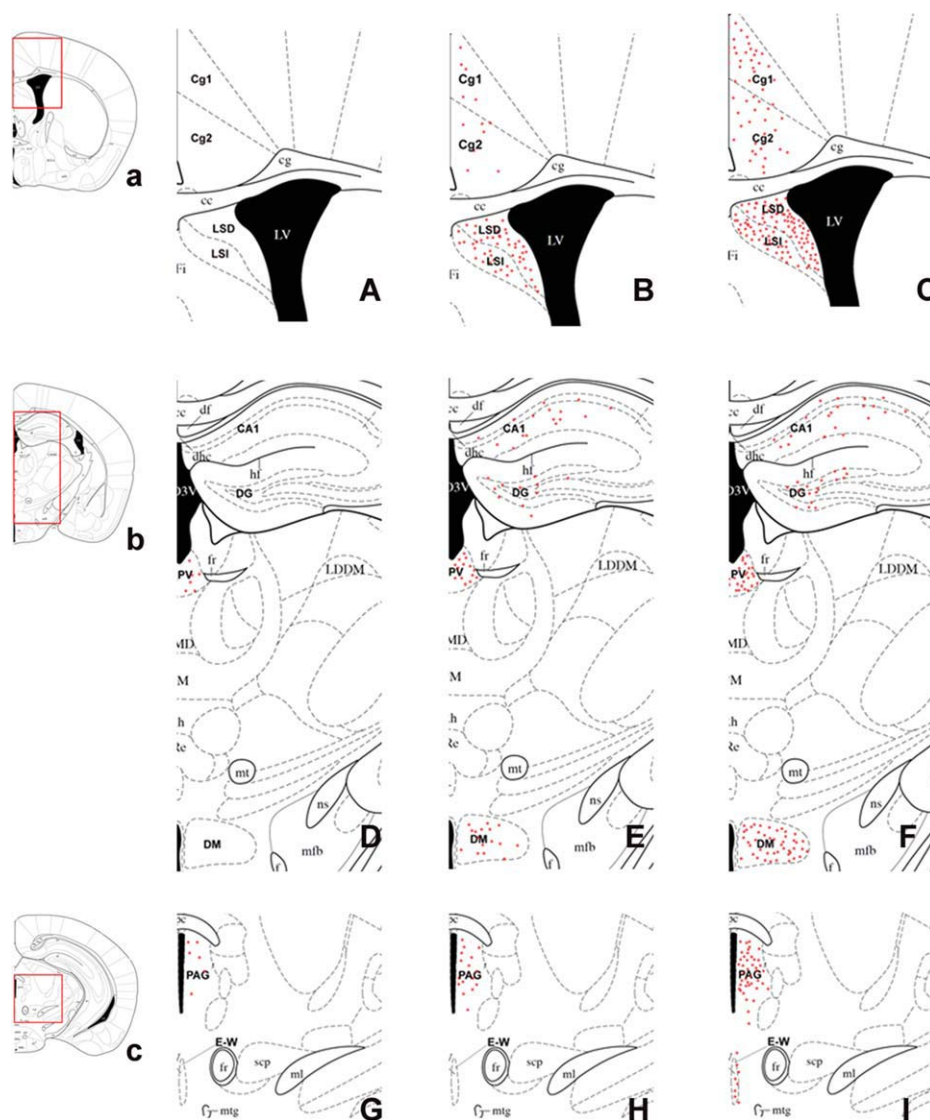 Cg1
Cg2
cg
cc
LSD
LSI
LV
Fi
A
Cg1
Cg2
cg
cc
LSD
LSI
LV
Fi
B
Cg1
Cg2
cg
cc
LSD
LSI
LV
Fi
C
a
cc
df
CA1
dhc
hf
DG
D3V
fr
PV
LDDM
MD
M
Re
mt
ns
DM
mfb
f
D
cc
df
CA1
dhc
hf
DG
D3V
fr
PV
LDDM
MD
M
Re
mt
ns
DM
mfb
f
E
cc
df
CA1
dhc
hf
DG
D3V
fr
PV
LDDM
MD
M
Re
mt
ns
DM
mfb
f
F
b
PAG
E-W
fr
scp
ml
mtg
G
PAG
E-W
fr
scp
ml
mtg
H
PAG
E-W
fr
scp
ml
mtg
I
c